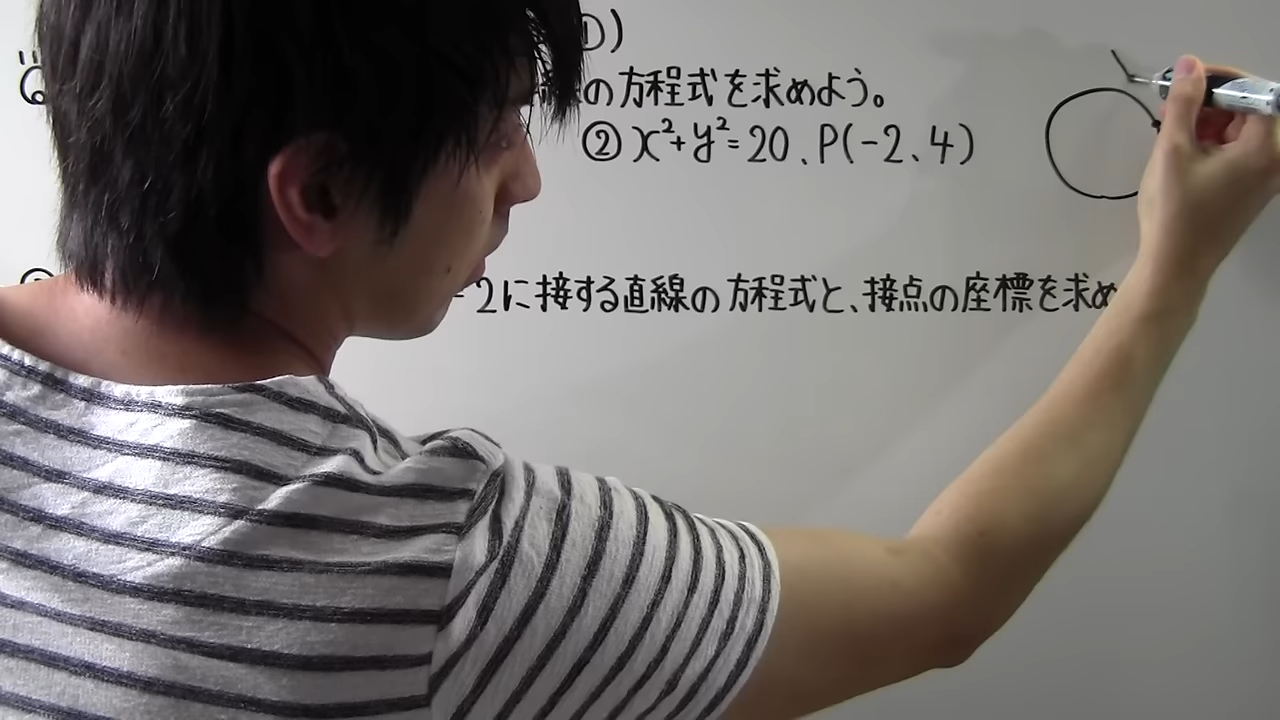 ①)
の方程式を求めよう。
② x²+y²=20、P(-2、4)
2に接する直線の方程式と、接点の座標を求め